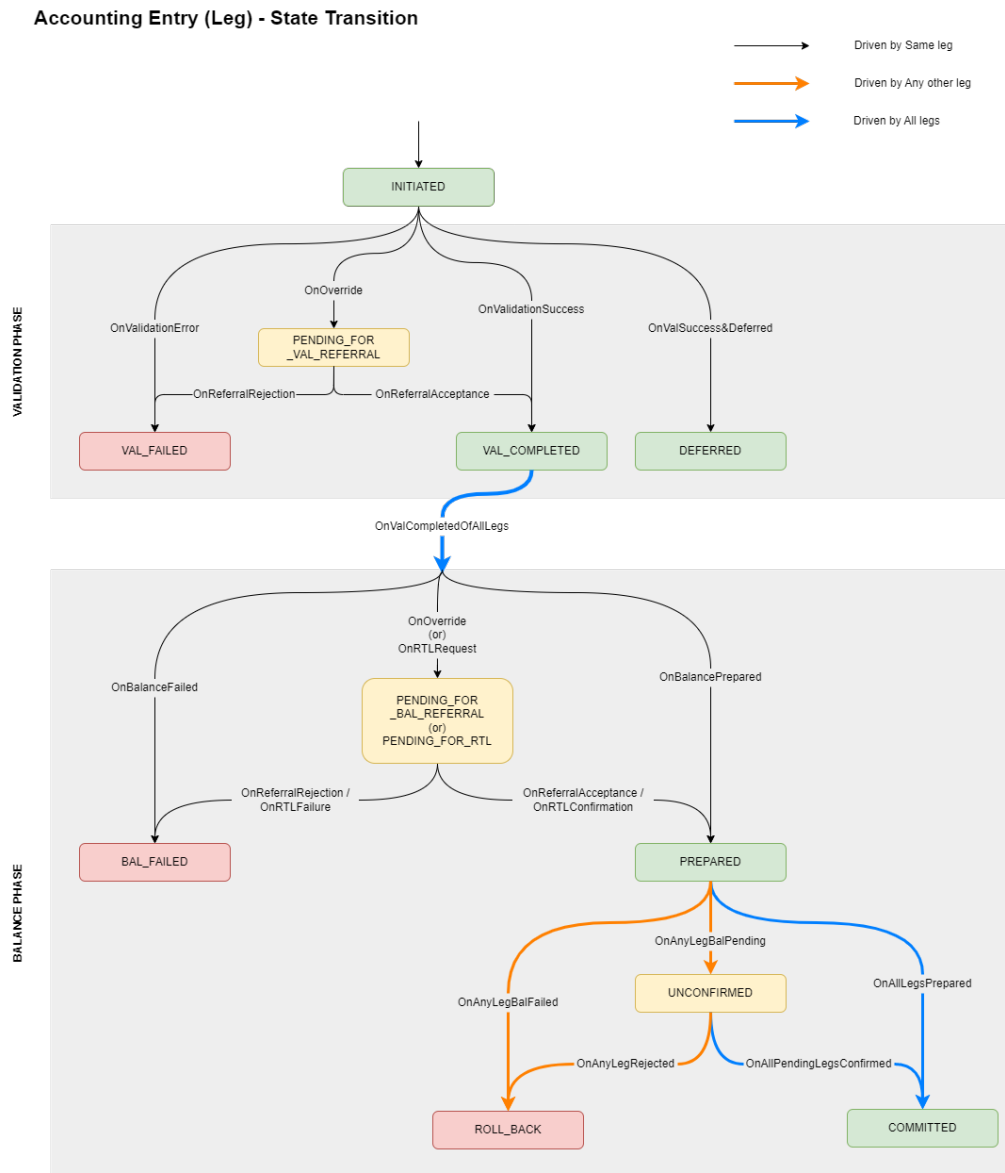 Accounting Entry (Leg) - State Transition
Driven by Same leg
Driven by Any other leg
Driven by All legs
INITIATED
VALIDATION PHASE
OnOverride
OnValidationSuccess
OnValidationError
OnValSuccess&Deferred
PENDING_FOR
_VAL_REFERRAL
OnReferralRejection
OnReferralAcceptance
VAL_FAILED
VAL_COMPLETED
DEFERRED
OnValCompletedOfAllLegs
BALANCE PHASE
OnOverride
(or)
OnRTLRequest
OnBalanceFailed
OnBalancePrepared
PENDING_FOR
_BAL_REFERRAL
(or)
PENDING_FOR_RTL
OnReferralRejection /
OnRTLFailure
OnReferralAcceptance /
OnRTLConfirmation
BAL_FAILED
PREPARED
OnAnyLegBalPending
OnAllLegsPrepared
UNCONFIRMED
OnAnyLegBalFailed
OnAnyLegRejected
OnAllPendingLegsConfirmed
ROLL_BACK
COMMITTED